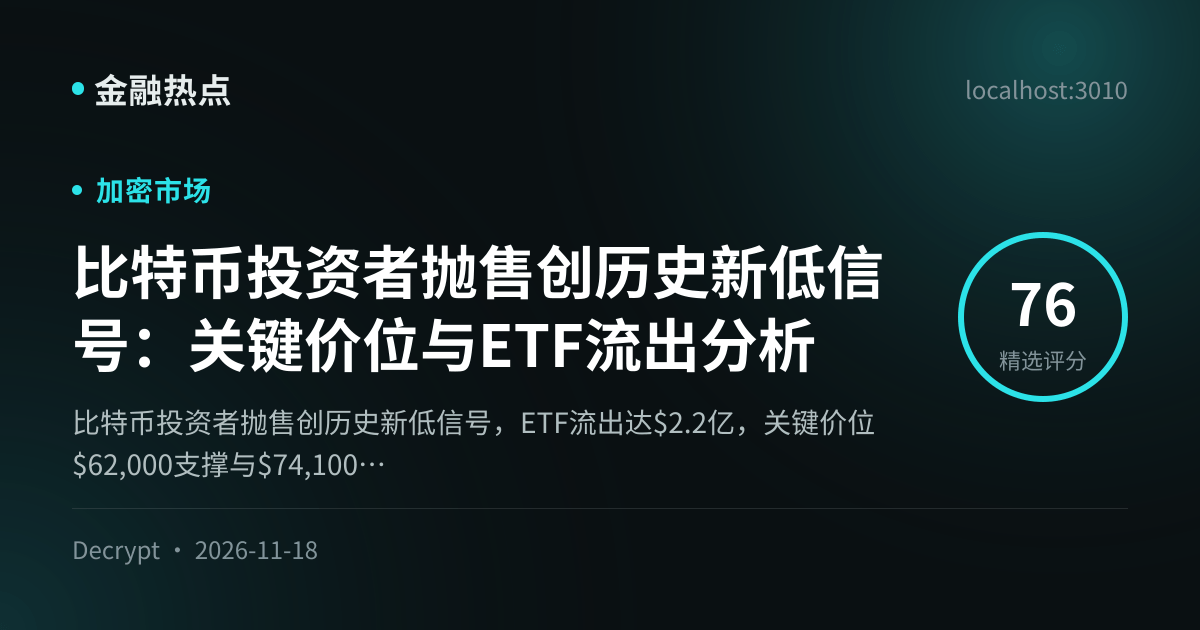 金融热点
localhost:3010
加密市场
比特币投资者抛售创历史新低信
号：关键价位与ETF流出分析
76
精选评分
比特币投资者抛售创历史新低信号，ETF流出达$2.2亿，关键价位
$62,000支撑与$74,100…
Decrypt · 2026-11-18